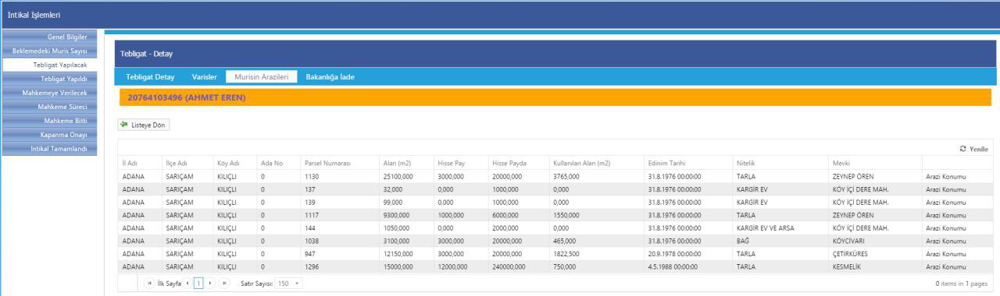 İntikal İşlemleri
Genel Bilgiler
Beklemedeki Muris Sayısı
Tebligat Yapılacak
Tebligat Yapıldı
Mahkemeye Verilecek
Mahkeme Süreci
Mahkeme Bitti
Kapanma Onayı
İntikal Tamamlandı
Tebligat - Detay
Tebligat Detay Varisler Murisin Arazileri Bakanlığa İade
20764103496 (AHMET EREN)
Listeye Dön
Yenile
İl Adı İlçe Adı Köy Adı Ada No Parsel Numarası Alan (m2) Hisse Pay Hisse Payda Kullanılan Alan (m2) Edinim Tarihi Nitelik Mevki
ADANA SARIÇAM KILIÇLI 0 1130 25100,000 3000,000 20000,000 3765,000 31.8.1976 00:00:00 TARLA ZEYNEP ÖREN Arazi Konumu
ADANA SARIÇAM KILIÇLI 0 137 32,000 0,000 1000,000 0,000 31.8.1976 00:00:00 KARGİR EV KÖY İÇİ DERE MAH. Arazi Konumu
ADANA SARIÇAM KILIÇLI 0 139 99,000 0,000 1000,000 0,000 31.8.1976 00:00:00 KARGİR EV KÖY İÇİ DERE MAH. Arazi Konumu
ADANA SARIÇAM KILIÇLI 0 1117 9300,000 1000,000 6000,000 1550,000 31.8.1976 00:00:00 TARLA ZEYNEP ÖREN Arazi Konumu
ADANA SARIÇAM KILIÇLI 0 144 1050,000 0,000 2000,000 0,000 31.8.1976 00:00:00 KARGİR EV VE ARSA KÖY İÇİ DERE MAH. Arazi Konumu
ADANA SARIÇAM KILIÇLI 0 1038 3100,000 3000,000 20000,000 465,000 31.8.1976 00:00:00 BAĞ KÖYCİVARI Arazi Konumu
ADANA SARIÇAM KILIÇLI 0 947 12150,000 3000,000 20000,000 1822,500 20.9.1978 00:00:00 TARLA ÇETİRKÜRES Arazi Konumu
ADANA SARIÇAM KILIÇLI 0 1296 15000,000 12000,000 240000,000 750,000 4.5.1988 00:00:00 TARLA KESMELİK Arazi Konumu
İlk Sayfa 1 Satır Sayısı: 150 0 items in 1 pages